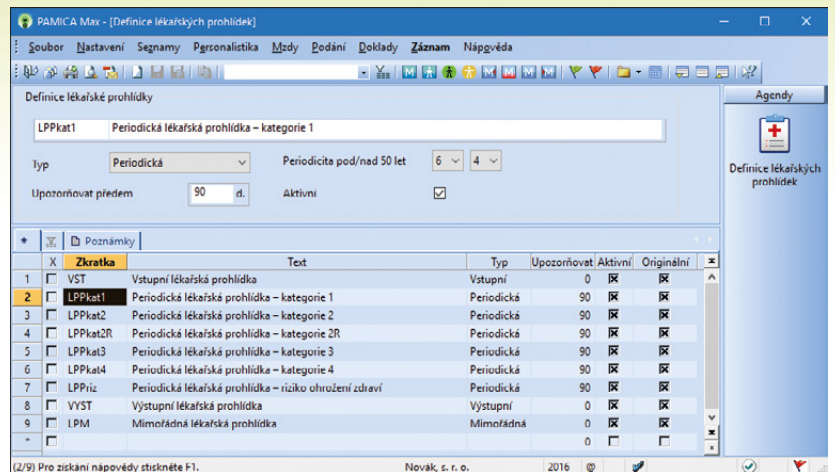 PAMICA Max - [Definice lékařských prohlídek]
Soubor Nastavení Seznamy Personalistika Mzdy Podání Doklady Záznam Nápověda
Agendy
Definice lékařské prohlídky
LPPkat1 Periodická lékařská prohlídka – kategorie 1
Typ Periodická Periodicita pod/nad 50 let 6 4
Upozorňovat předem 90 d. Aktivní
Definice lékařských
prohlídek
* Poznámky
X Zkratka Text Typ Upozorňovat Aktivní Originální
1 VST Vstupní lékařská prohlídka Vstupní 0
2 LPPkat1 Periodická lékařská prohlídka – kategorie 1 Periodická 90
3 LPPkat2 Periodická lékařská prohlídka – kategorie 2 Periodická 90
4 LPPkat2R Periodická lékařská prohlídka – kategorie 2R Periodická 90
5 LPPkat3 Periodická lékařská prohlídka – kategorie 3 Periodická 90
6 LPPkat4 Periodická lékařská prohlídka – kategorie 4 Periodická 90
7 LPPriz Periodická lékařská prohlídka – riziko ohrožení zdraví Periodická 90
8 VYST Výstupní lékařská prohlídka Výstupní 0
9 LPM Mimořádná lékařská prohlídka Mimořádná 0
* 0
(2/9) Pro získání nápovědy stiskněte F1. Novák, s. r. o. 2016 @